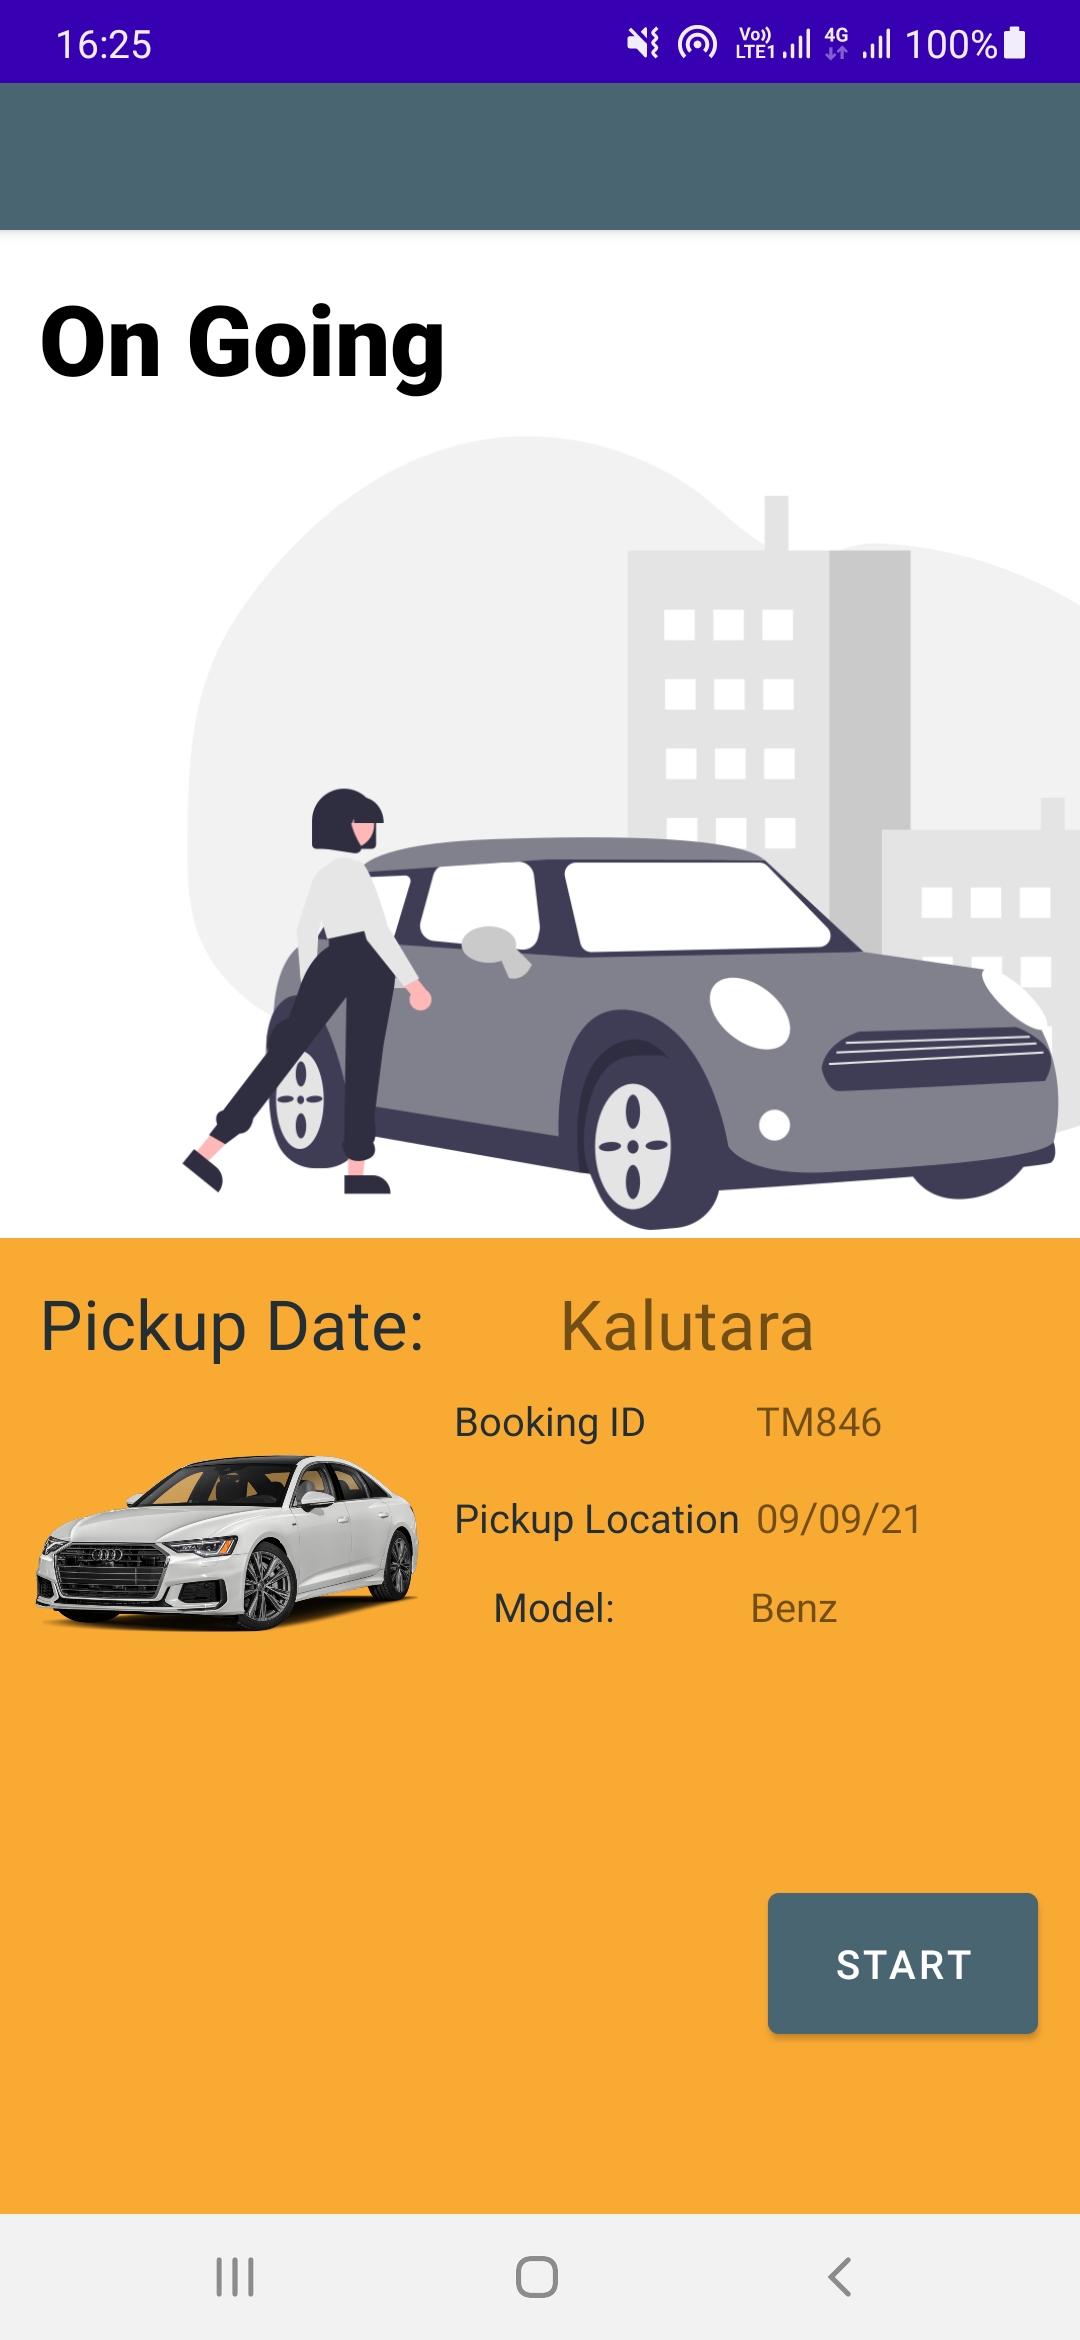 16:25 Vo)) LTE1 4G 100%
On Going
Pickup Date: Kalutara
Booking ID TM846
Pickup Location 09/09/21
Model: Benz
START